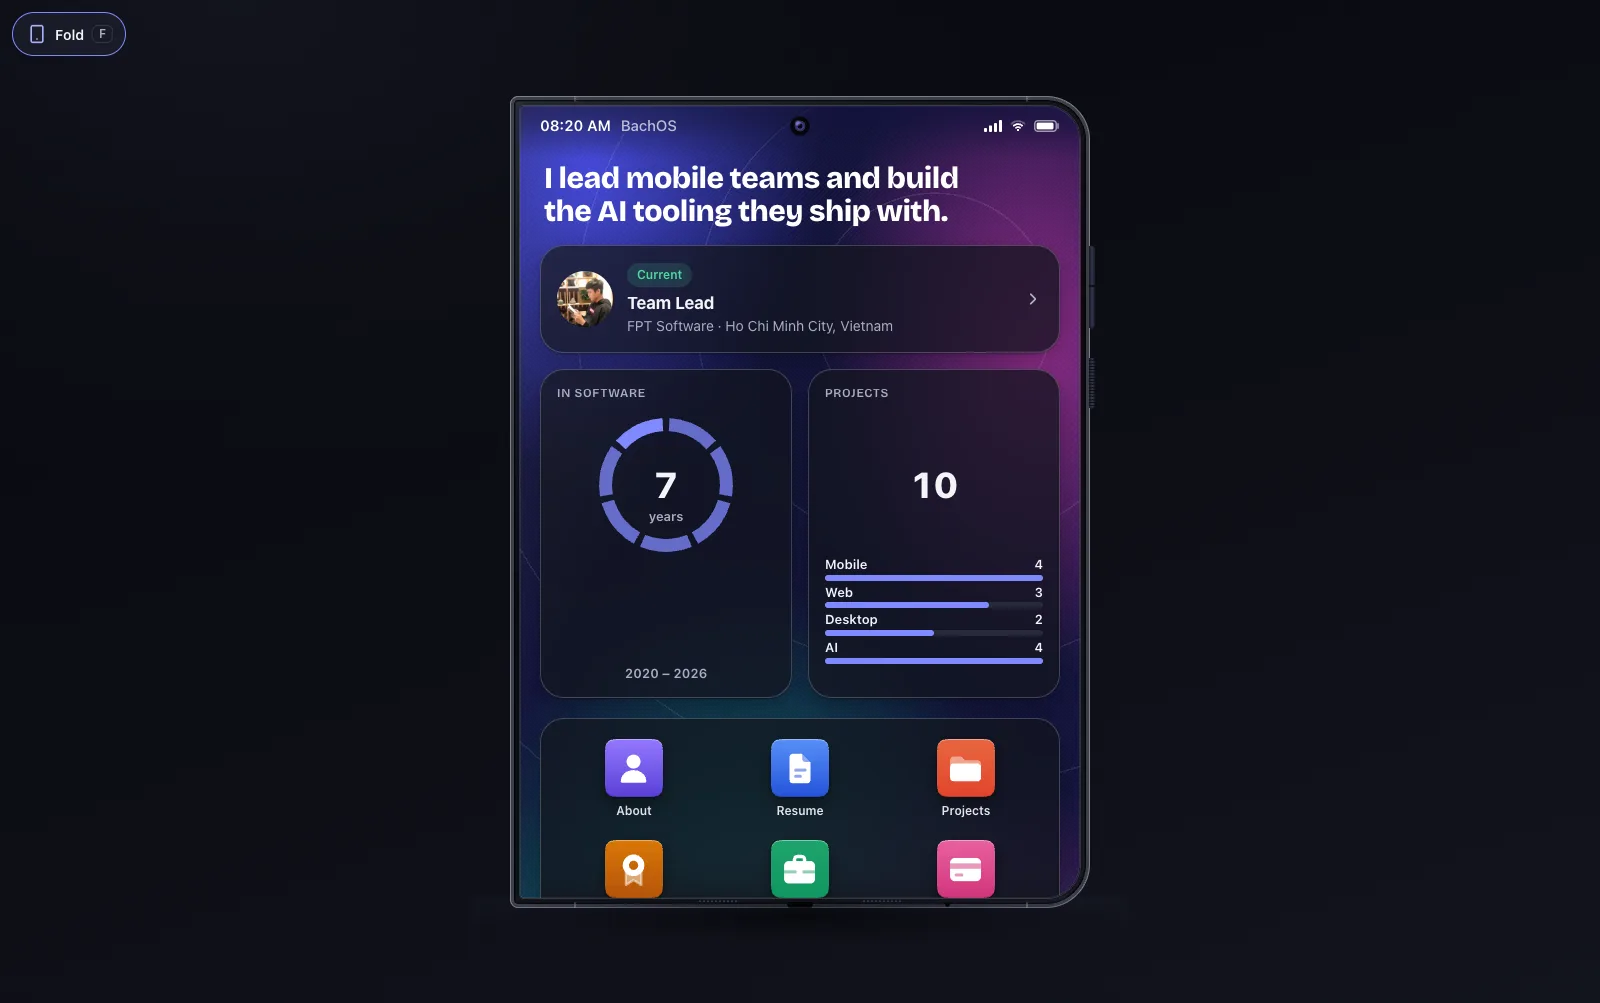 Fold F
08:20 AM BachOS
I lead mobile teams and build
the AI tooling they ship with.
Current
Team Lead
FPT Software · Ho Chi Minh City, Vietnam
IN SOFTWARE
7
years
2020 – 2026
PROJECTS
10
Mobile 4
Web 3
Desktop 2
AI 4
About
Resume
Projects